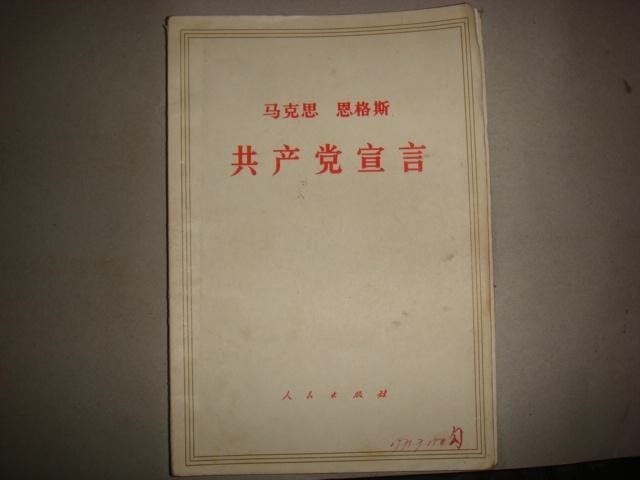 马克思 恩格斯
共产党宣言
人民出版社